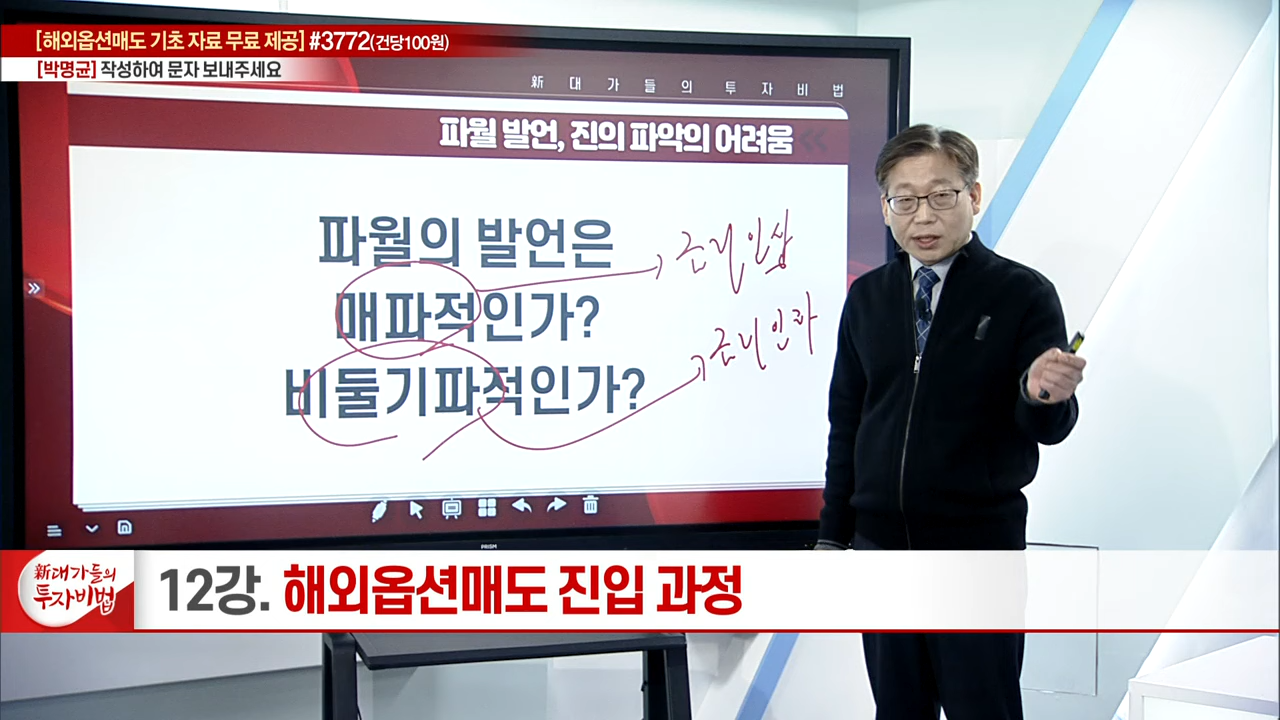 [해외옵션매도 기초 자료 무료 제공] #3772(건당100원)
[박명균] 작성하여 문자 보내주세요
新 대가들의 투자비법
파월 발언, 진의 파악의 어려움
파월의 발언은
매파적인가?
비둘기파적인가?
금리인상
금리인하
PRISM
新대가들의
투자비법
12강. 해외옵션매도 진입 과정